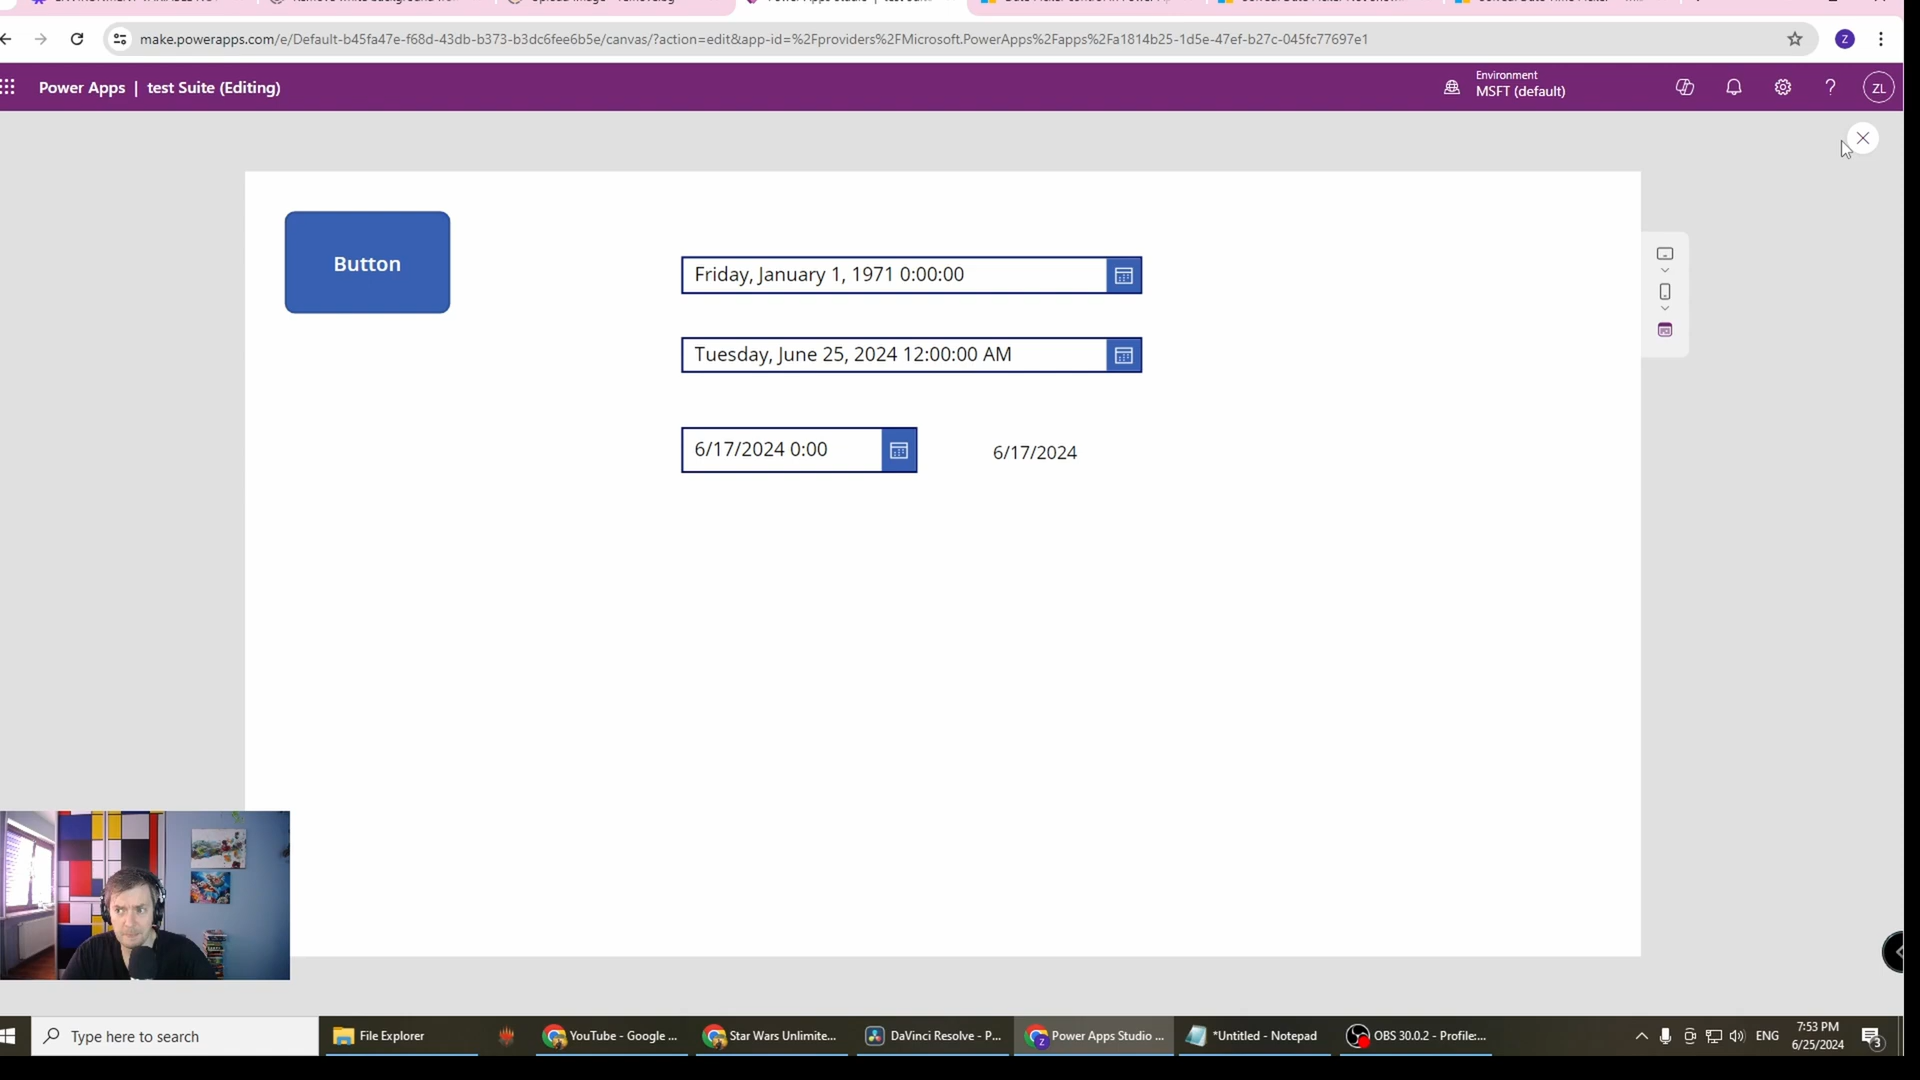 make.powerapps.com/e/Default-b45fa47e-f68d-43db-b373-b3dc6fee6b5e/canvas/?action=edit&app-id=%2Fproviders%2FMicrosoft.PowerApps%2Fapps%2Fa1814b25-1d5e-47ef-b27c-045fc77697e1
Z
Power Apps | test Suite (Editing)
Environment
MSFT (default)
?
ZL
Button
Friday, January 1, 1971 0:00:00
Tuesday, June 25, 2024 12:00:00 AM
6/17/2024 0:00
6/17/2024
Type here to search
File Explorer
YouTube - Google ...
Star Wars Unlimite...
DaVinci Resolve - P...
Power Apps Studio ...
*Untitled - Notepad
OBS 30.0.2 - Profile:...
ENG
7:53 PM
6/25/2024
3